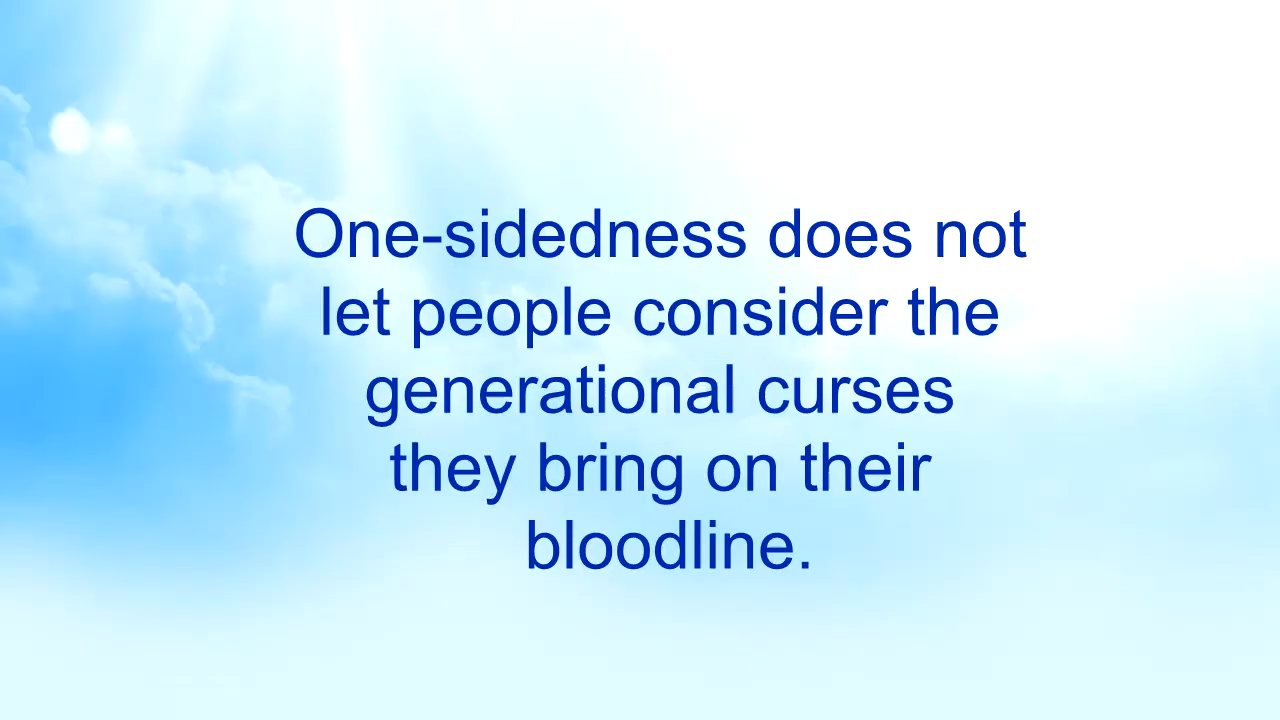 One-sidedness does not
let people consider the
generational curses
they bring on their
bloodline.